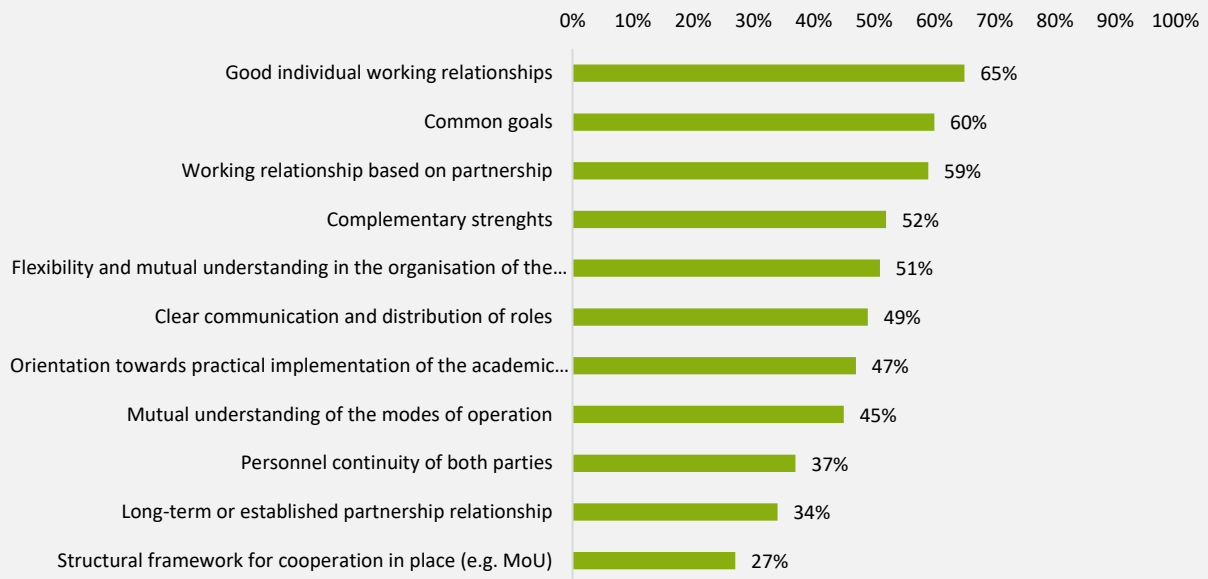 0% 10% 20% 30% 40% 50% 60% 70% 80% 90% 100%
Good individual working relationships 65%
Common goals 60%
Working relationship based on partnership 59%
Complementary strenghts 52%
Flexibility and mutual understanding in the organisation of the... 51%
Clear communication and distribution of roles 49%
Orientation towards practical implementation of the academic... 47%
Mutual understanding of the modes of operation 45%
Personnel continuity of both parties 37%
Long-term or established partnership relationship 34%
Structural framework for cooperation in place (e.g. MoU) 27%